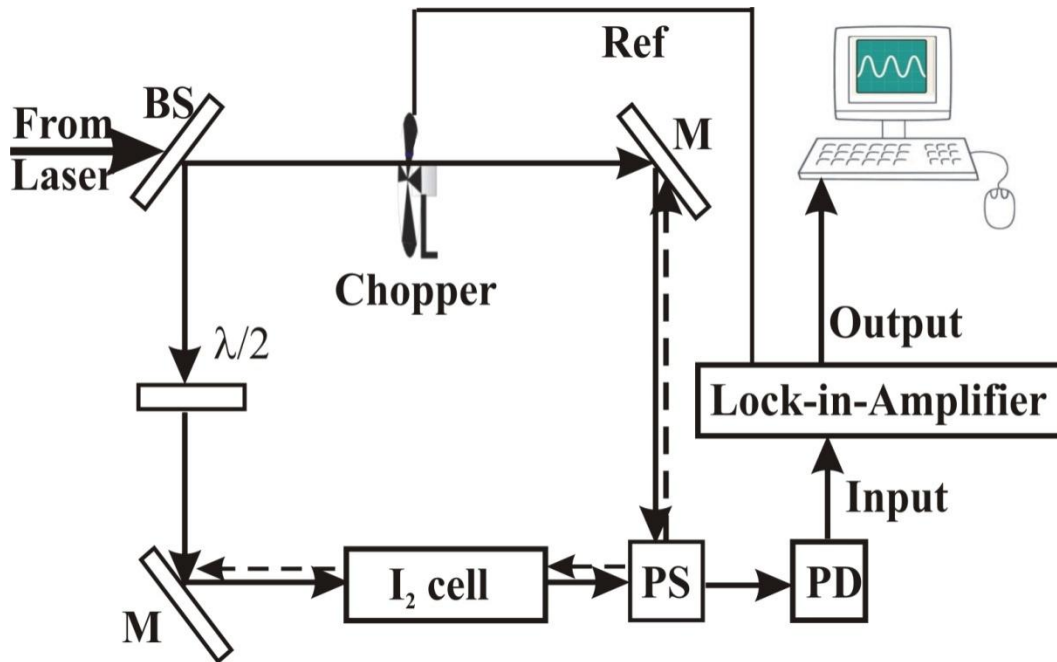 Ref
BS
From
Laser
M
Chopper
Output
λ/2
Lock-in-Amplifier
Input
I₂ cell
PS
PD
M